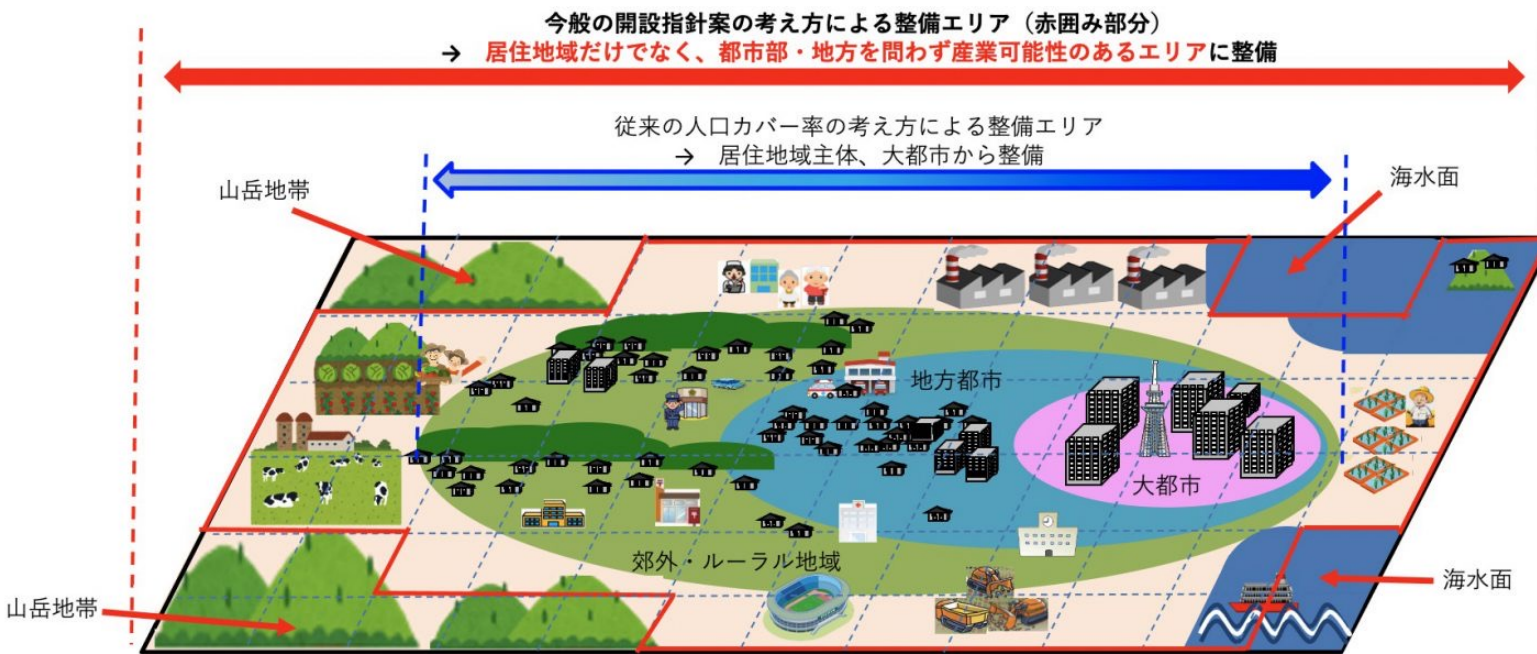 今般の開設指針案の考え方による整備エリア（赤囲み部分）
→ 居住地域だけでなく、都市部・地方を問わず産業可能性のあるエリアに整備
従来の人口カバー率の考え方による整備エリア
→ 居住地域主体、大都市から整備
山岳地帯
海水面
地方都市
大都市
郊外・ルーラル地域
山岳地帯
海水面